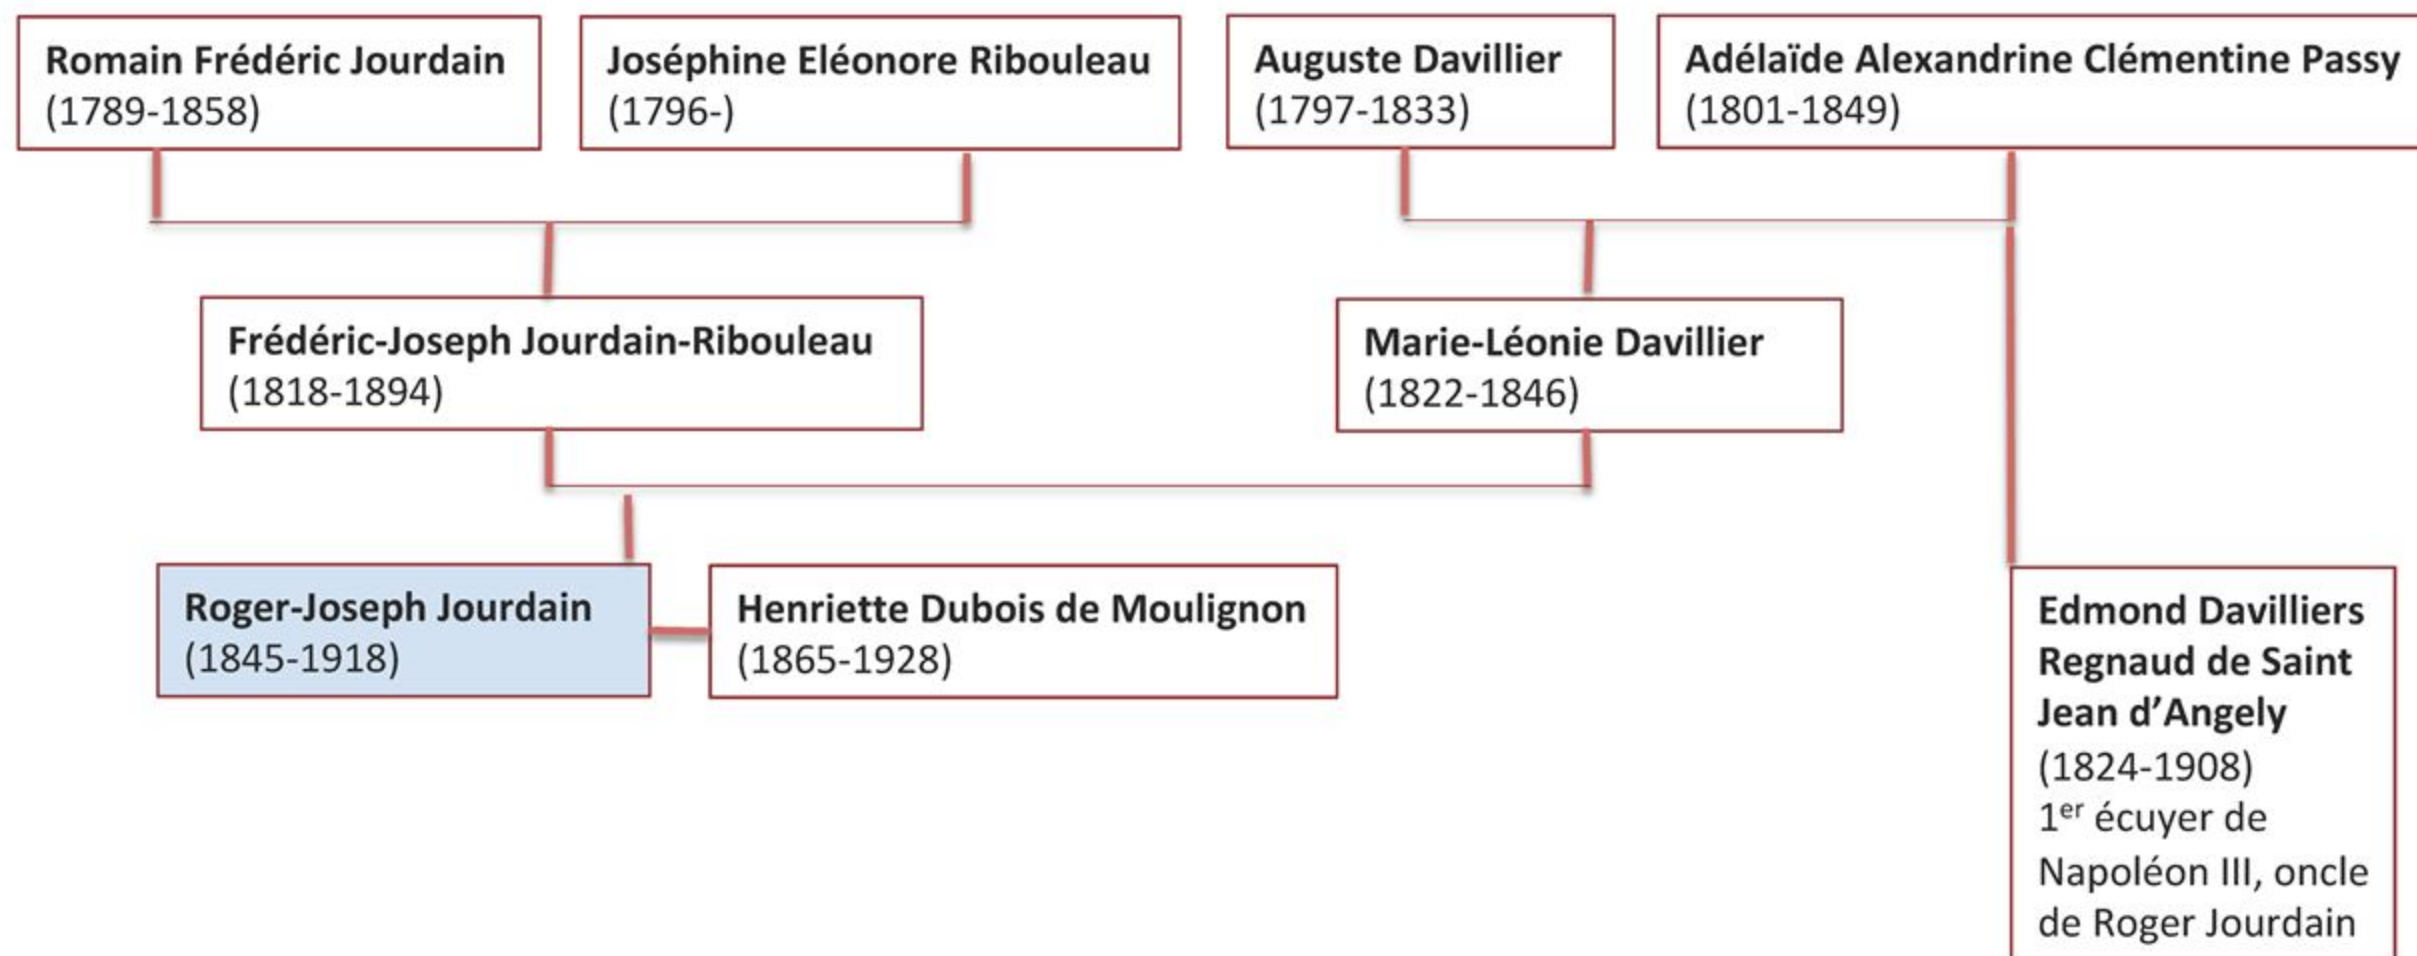 Romain Frédéric Jourdain
(1789-1858)
Joséphine Eléonore Ribouleau
(1796-)
Auguste Davillier
(1797-1833)
Adélaïde Alexandrine Clémentine Passy
(1801-1849)
Frédéric-Joseph Jourdain-Ribouleau
(1818-1894)
Marie-Léonie Davillier
(1822-1846)
Roger-Joseph Jourdain
(1845-1918)
Henriette Dubois de Moulignon
(1865-1928)
Edmond Davilliers
Regnaud de Saint
Jean d’Angely
(1824-1908)
1er écuyer de
Napoléon III, oncle
de Roger Jourdain